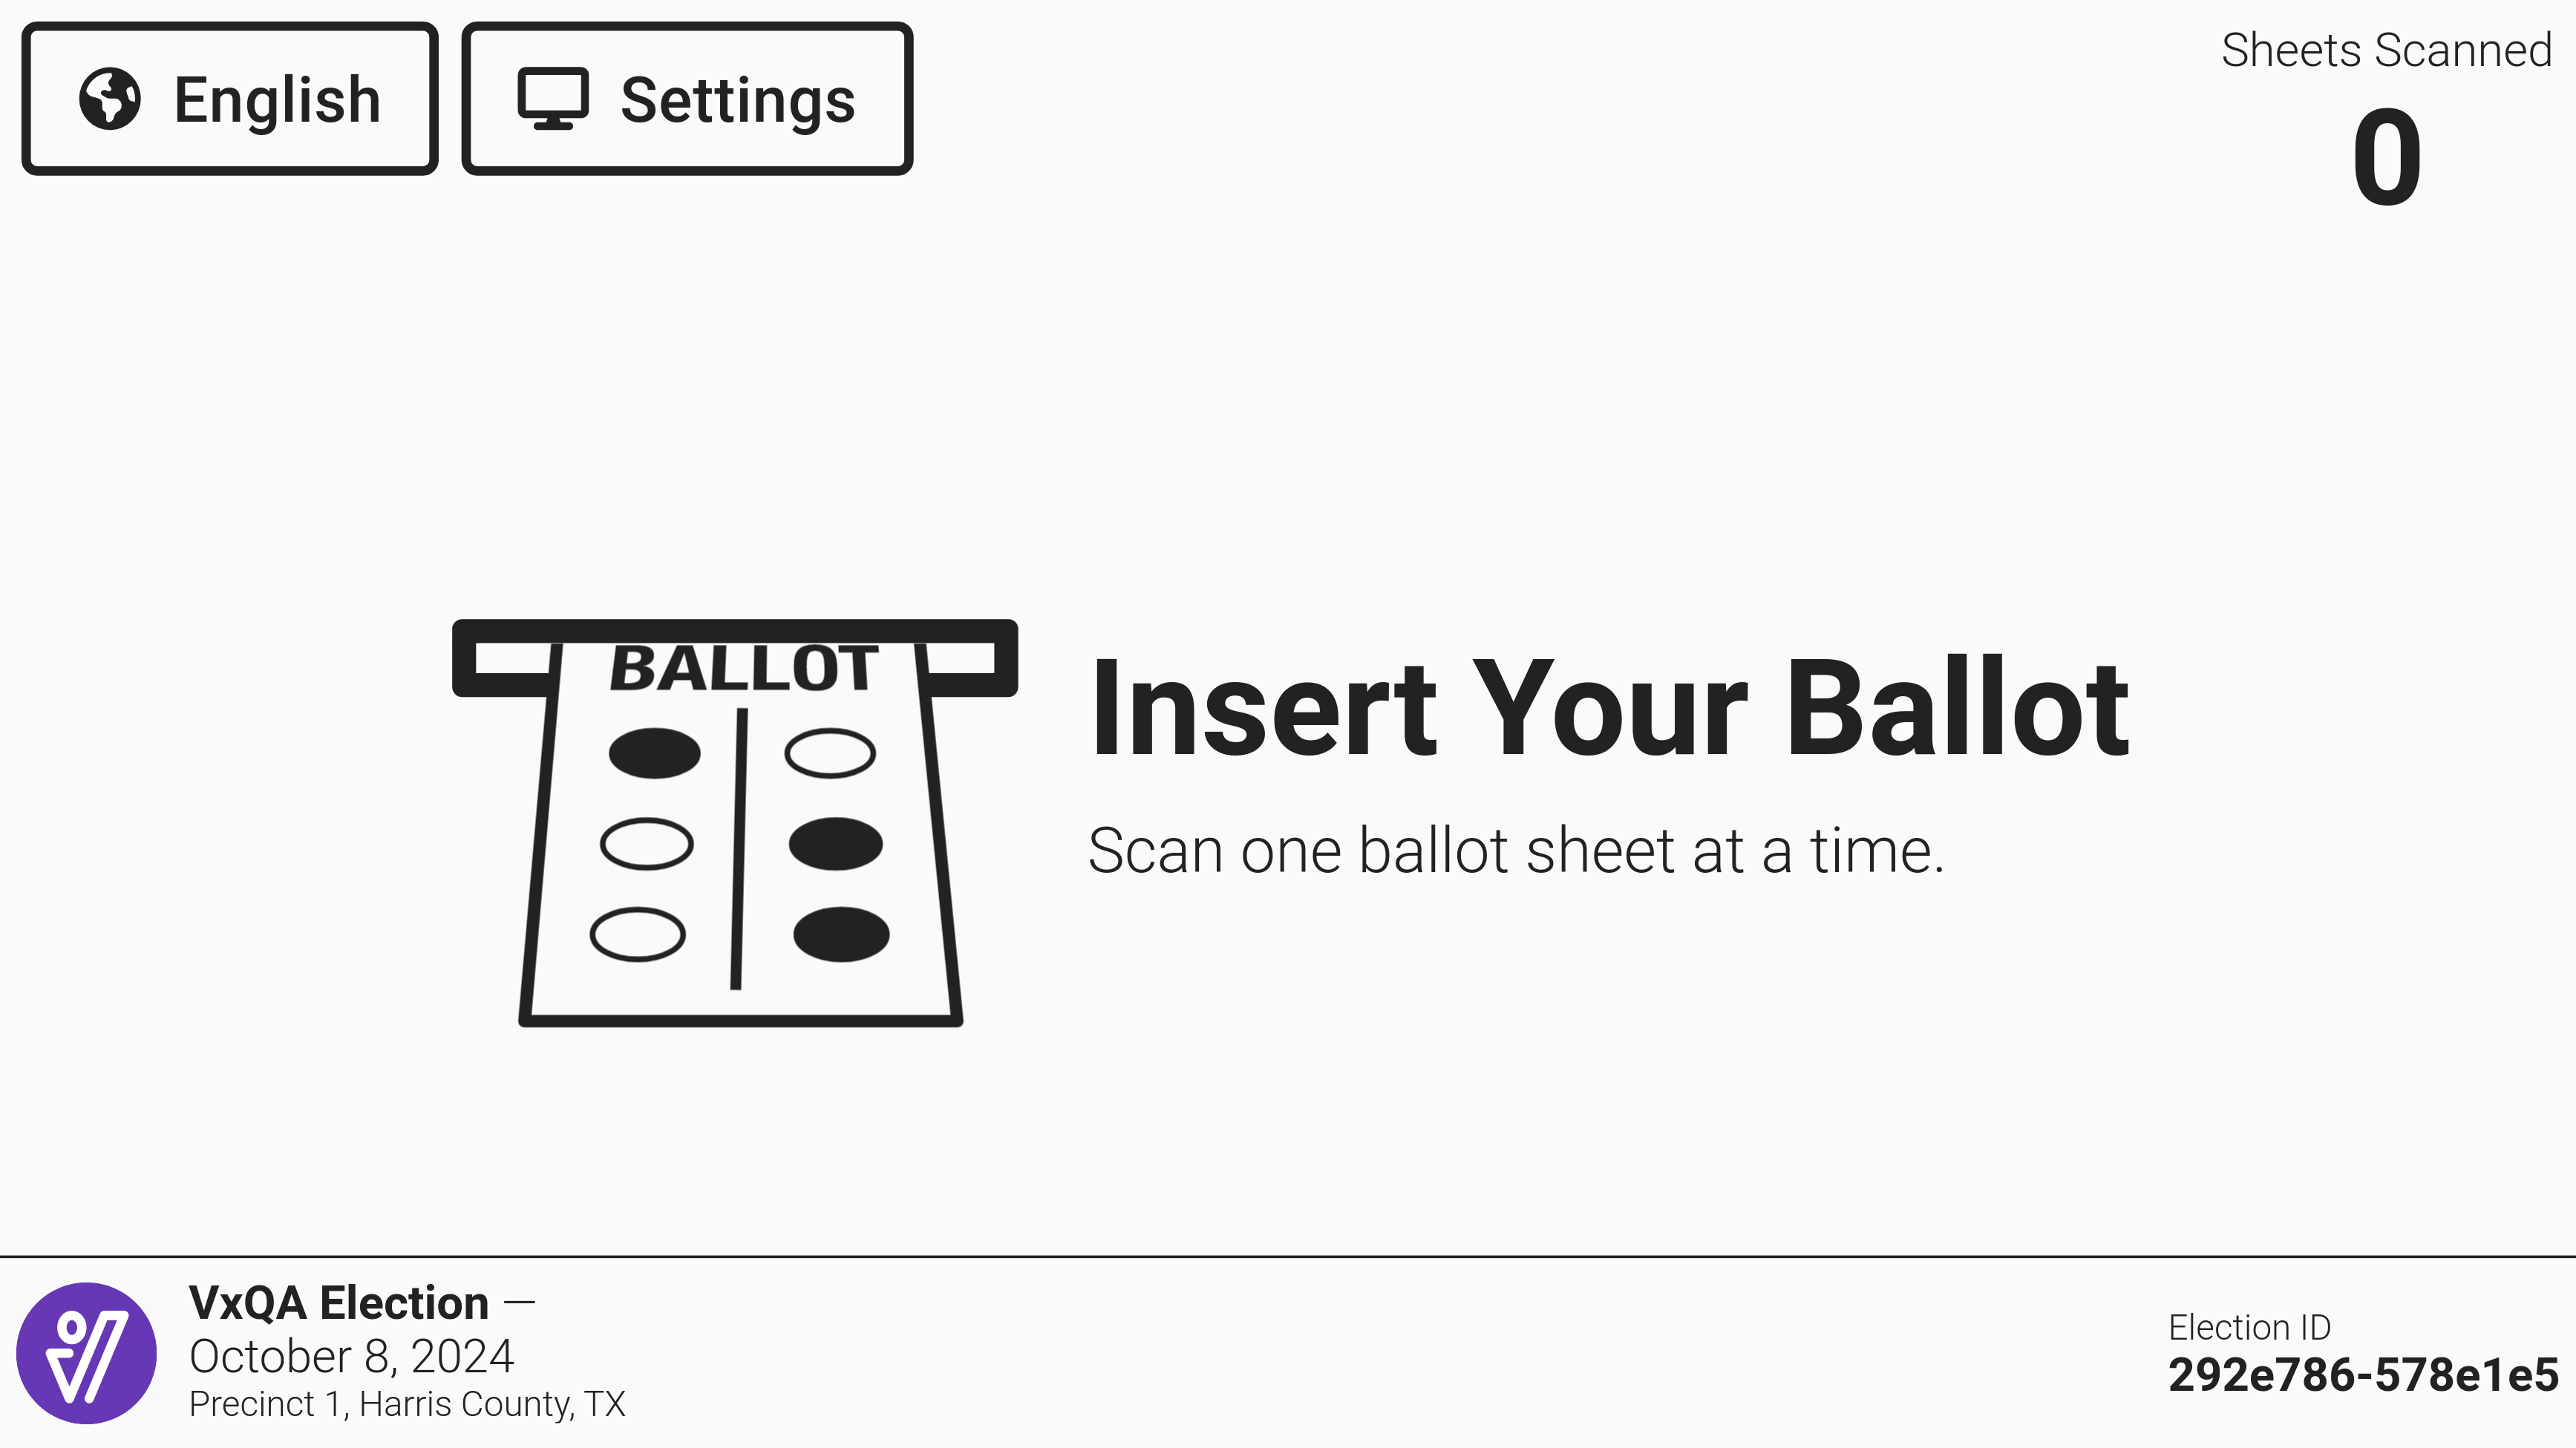 English
Settings
Sheets Scanned
0
BALLOT
Insert Your Ballot
Scan one ballot sheet at a time.
VxQA Election —
October 8, 2024
Precinct 1, Harris County, TX
Election ID
292e786-578e1e5